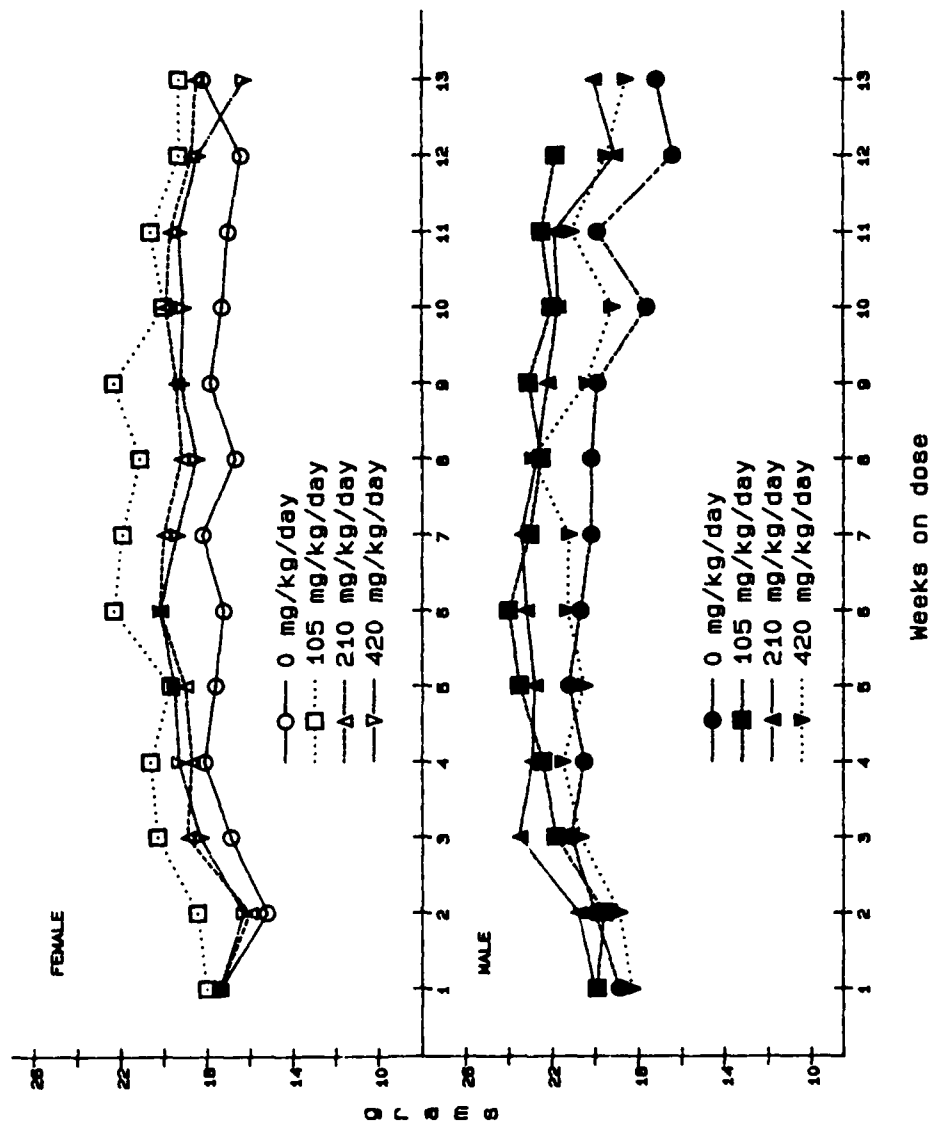 FEMALE
26
22
18
14
10
○ 0 mg/kg/day
□ 105 mg/kg/day
△ 210 mg/kg/day
▽ 420 mg/kg/day
1 2 3 4 5 6 7 8 9 10 11 12 13
grams
MALE
26
22
18
14
10
● 0 mg/kg/day
■ 105 mg/kg/day
▲ 210 mg/kg/day
▼ 420 mg/kg/day
1 2 3 4 5 6 7 8 9 10 11 12 13
Weeks on dose